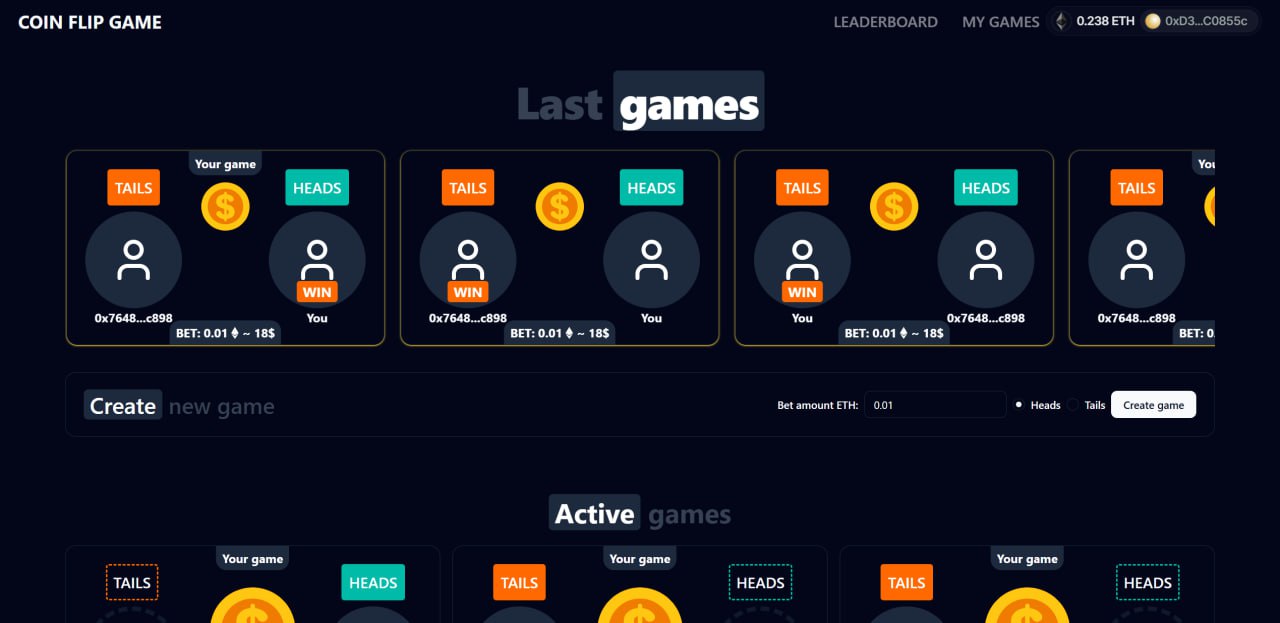 COIN FLIP GAME
LEADERBOARD
MY GAMES
0.238 ETH
0xD3...C0855c
Last games
Your game
TAILS
HEADS
WIN
0x7648...c898
You
BET: 0.01 ~ 18$
TAILS
HEADS
WIN
0x7648...c898
You
BET: 0.01 ~ 18$
TAILS
HEADS
WIN
You
0x7648...c898
BET: 0.01 ~ 18$
You
TAILS
0x7648...c898
BET: 0.
Create new game
Bet amount ETH:
0.01
Heads
Tails
Create game
Active games
Your game
TAILS
HEADS
Your game
TAILS
HEADS
Your game
TAILS
HEADS